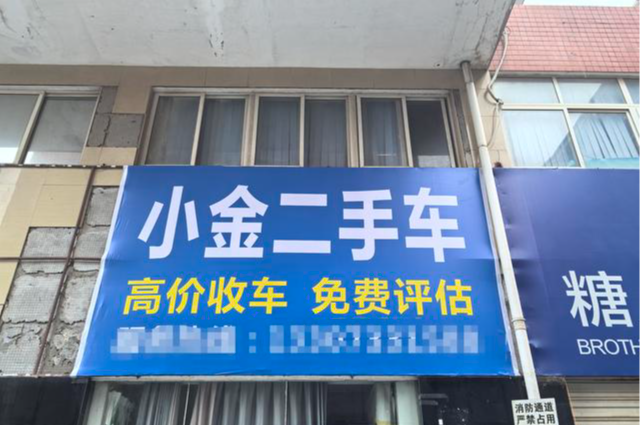 小金二手车
高价收车 免费评估
糖
BROTH
消防通道
严禁占用